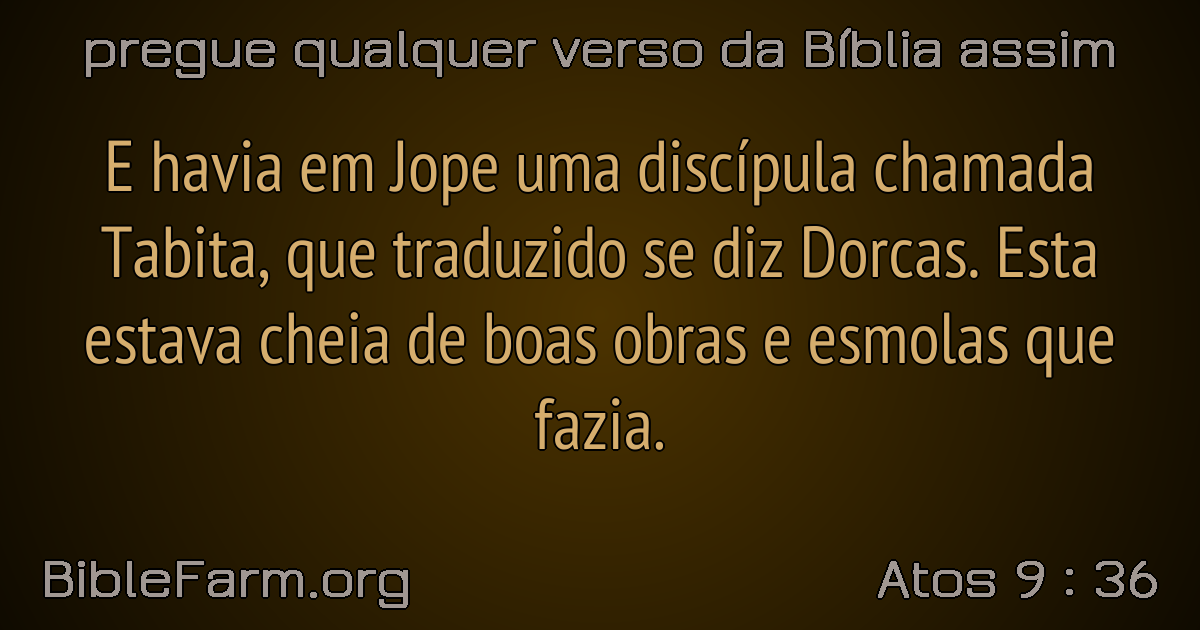 pregue qualquer verso da Bíblia assim
E havia em Jope uma discípula chamada
Tabita, que traduzido se diz Dorcas. Esta
estava cheia de boas obras e esmolas que
fazia.
BibleFarm.org
Atos 9 : 36